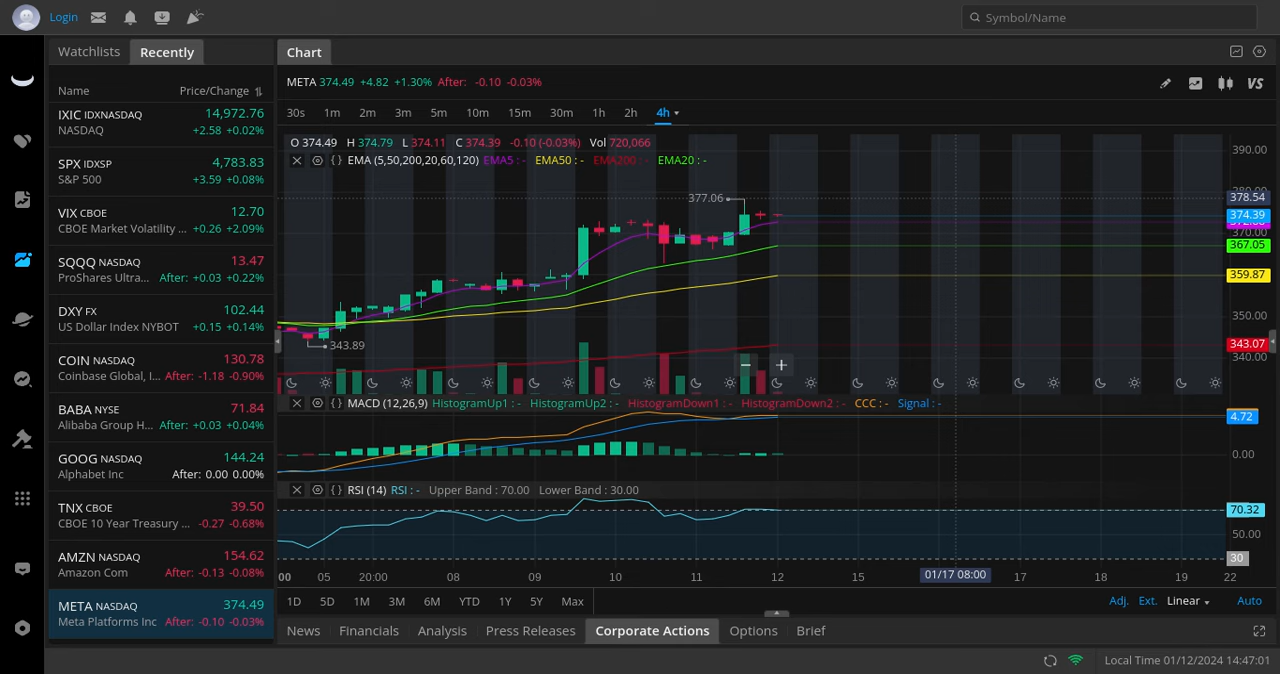 Login
Symbol/Name
Watchlists Recently Chart
Name Price/Change
IXIC IDXNASDAQ 14,972.76
NASDAQ +2.58 +0.02%
SPX IDXSP 4,783.83
S&P 500 +3.59 +0.08%
VIX CBOE 12.70
CBOE Market Volatility ... +0.26 +2.09%
SQQQ NASDAQ 13.47
ProShares Ultra... After: +0.03 +0.22%
DXY FX 102.44
US Dollar Index NYBOT +0.15 +0.14%
COIN NASDAQ 130.78
Coinbase Global, I... After: -1.18 -0.90%
BABA NYSE 71.84
Alibaba Group H... After: +0.03 +0.04%
GOOG NASDAQ 144.24
Alphabet Inc After: 0.00 0.00%
TNX CBOE 39.50
CBOE 10 Year Treasury ... -0.27 -0.68%
AMZN NASDAQ 154.62
Amazon Com After: -0.13 -0.08%
META NASDAQ 374.49
Meta Platforms Inc After: -0.10 -0.03%
META 374.49 +4.82 +1.30% After: -0.10 -0.03%
VS
30s 1m 2m 3m 5m 10m 15m 30m 1h 2h 4h
O 374.49 H 374.79 L 374.11 C 374.39 -0.10 (-0.03%) Vol 720,066
EMA (5,50,200,20,60,120) EMA5 : - EMA50 : - EMA200 : - EMA20 : -
390.00
378.54
374.39
370.00
367.05
359.87
350.00
343.07
340.00
377.06
343.89
MACD (12,26,9) HistogramUp1 : - HistogramUp2 : - HistogramDown1 : - HistogramDown2 : - CCC : - Signal : -
4.72
0.00
RSI (14) RSI : - Upper Band : 70.00 Lower Band : 30.00
70.32
50.00
30
00 05 20:00 08 09 10 11 12 15 01/17 08:00 17 18 19 22
1D 5D 1M 3M 6M YTD 1Y 5Y Max
Adj. Ext. Linear Auto
News Financials Analysis Press Releases Corporate Actions Options Brief
Local Time 01/12/2024 14:47:01